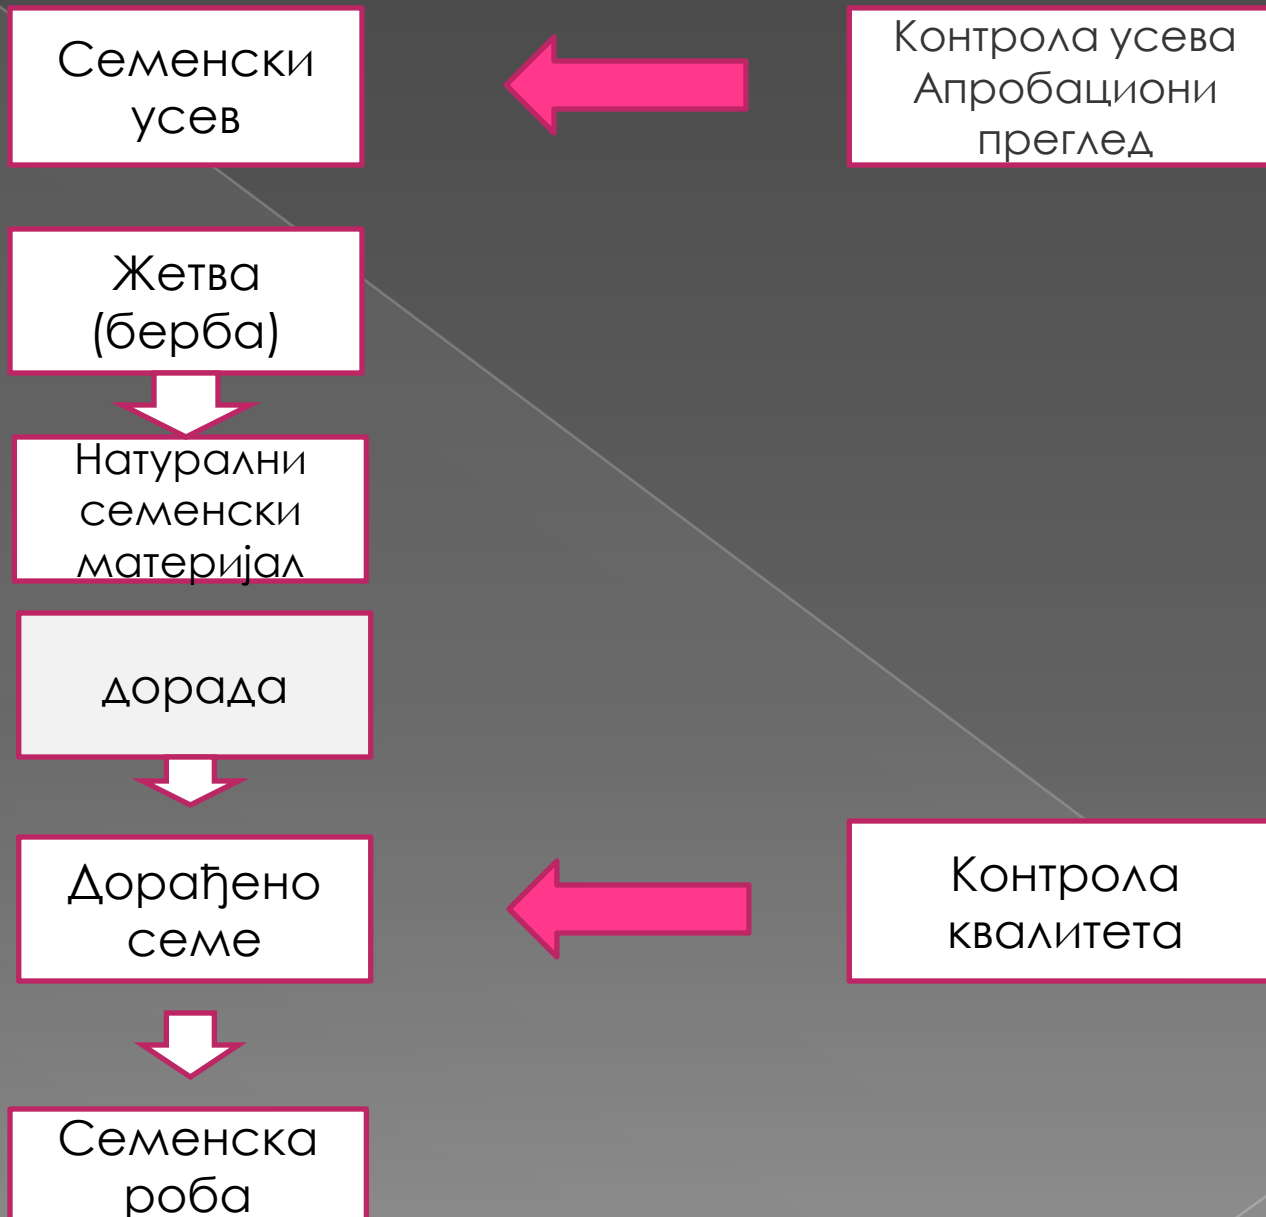 Семенски
усев
Контрола усева
Апробациони
преглед
Жетва
(берба)
Натурални
семенски
материјал
дорада
Дорађено
семе
Контрола
квалитета
Семенска
роба